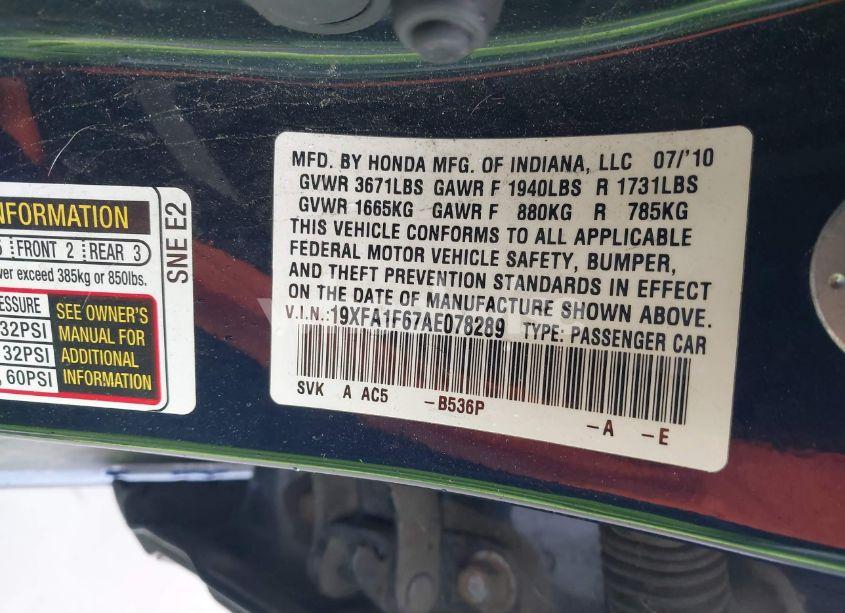 INFORMATION
FRONT 2 REAR 3
exceed 385kg or 850lbs.
32PSI
32PSI
, 60PSI
SEE OWNER'S
MANUAL FOR
ADDITIONAL
INFORMATION
SNE E2
MFD. BY HONDA MFG. OF INDIANA, LLC 07/'10
GVWR 3671LBS GAWR F 1940LBS R 1731LBS
GVWR 1665KG GAWR F 880KG R 785KG
THIS VEHICLE CONFORMS TO ALL APPLICABLE
FEDERAL MOTOR VEHICLE SAFETY, BUMPER,
AND THEFT PREVENTION STANDARDS IN EFFECT
ON THE DATE OF MANUFACTURE SHOWN ABOVE.
V.I.N.: 19XFA1F67AE078289 TYPE: PASSENGER CAR
SVK A AC5 -B536P -A -E